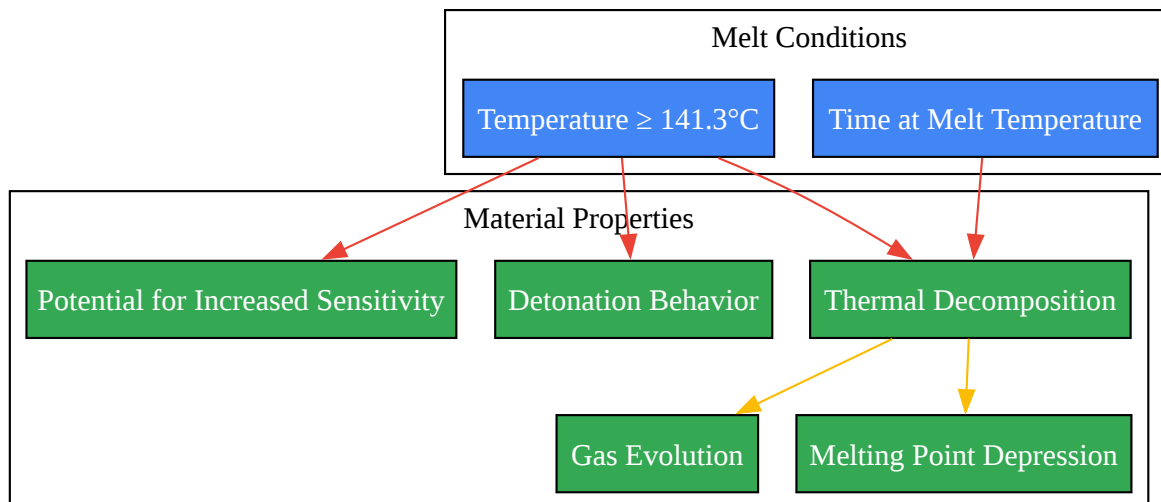 Melt Conditions
Temperature ≥ 141.3°C
Time at Melt Temperature
Material Properties
Potential for Increased Sensitivity
Detonation Behavior
Thermal Decomposition
Gas Evolution
Melting Point Depression